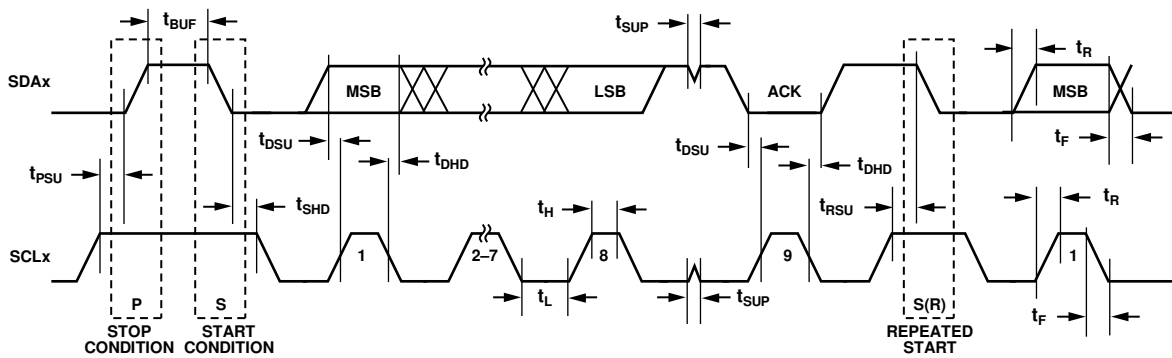 tBUF
tSUP
tR
SDAx
MSB
LSB
ACK
MSB
tDSU
tDHD
tDSU
tDHD
tF
tPSU
tSHD
tH
tRSU
tR
SCLx
1
2–7
8
9
1
P
S
tL
tSUP
S(R)
tF
STOP
CONDITION
START
CONDITION
REPEATED
START